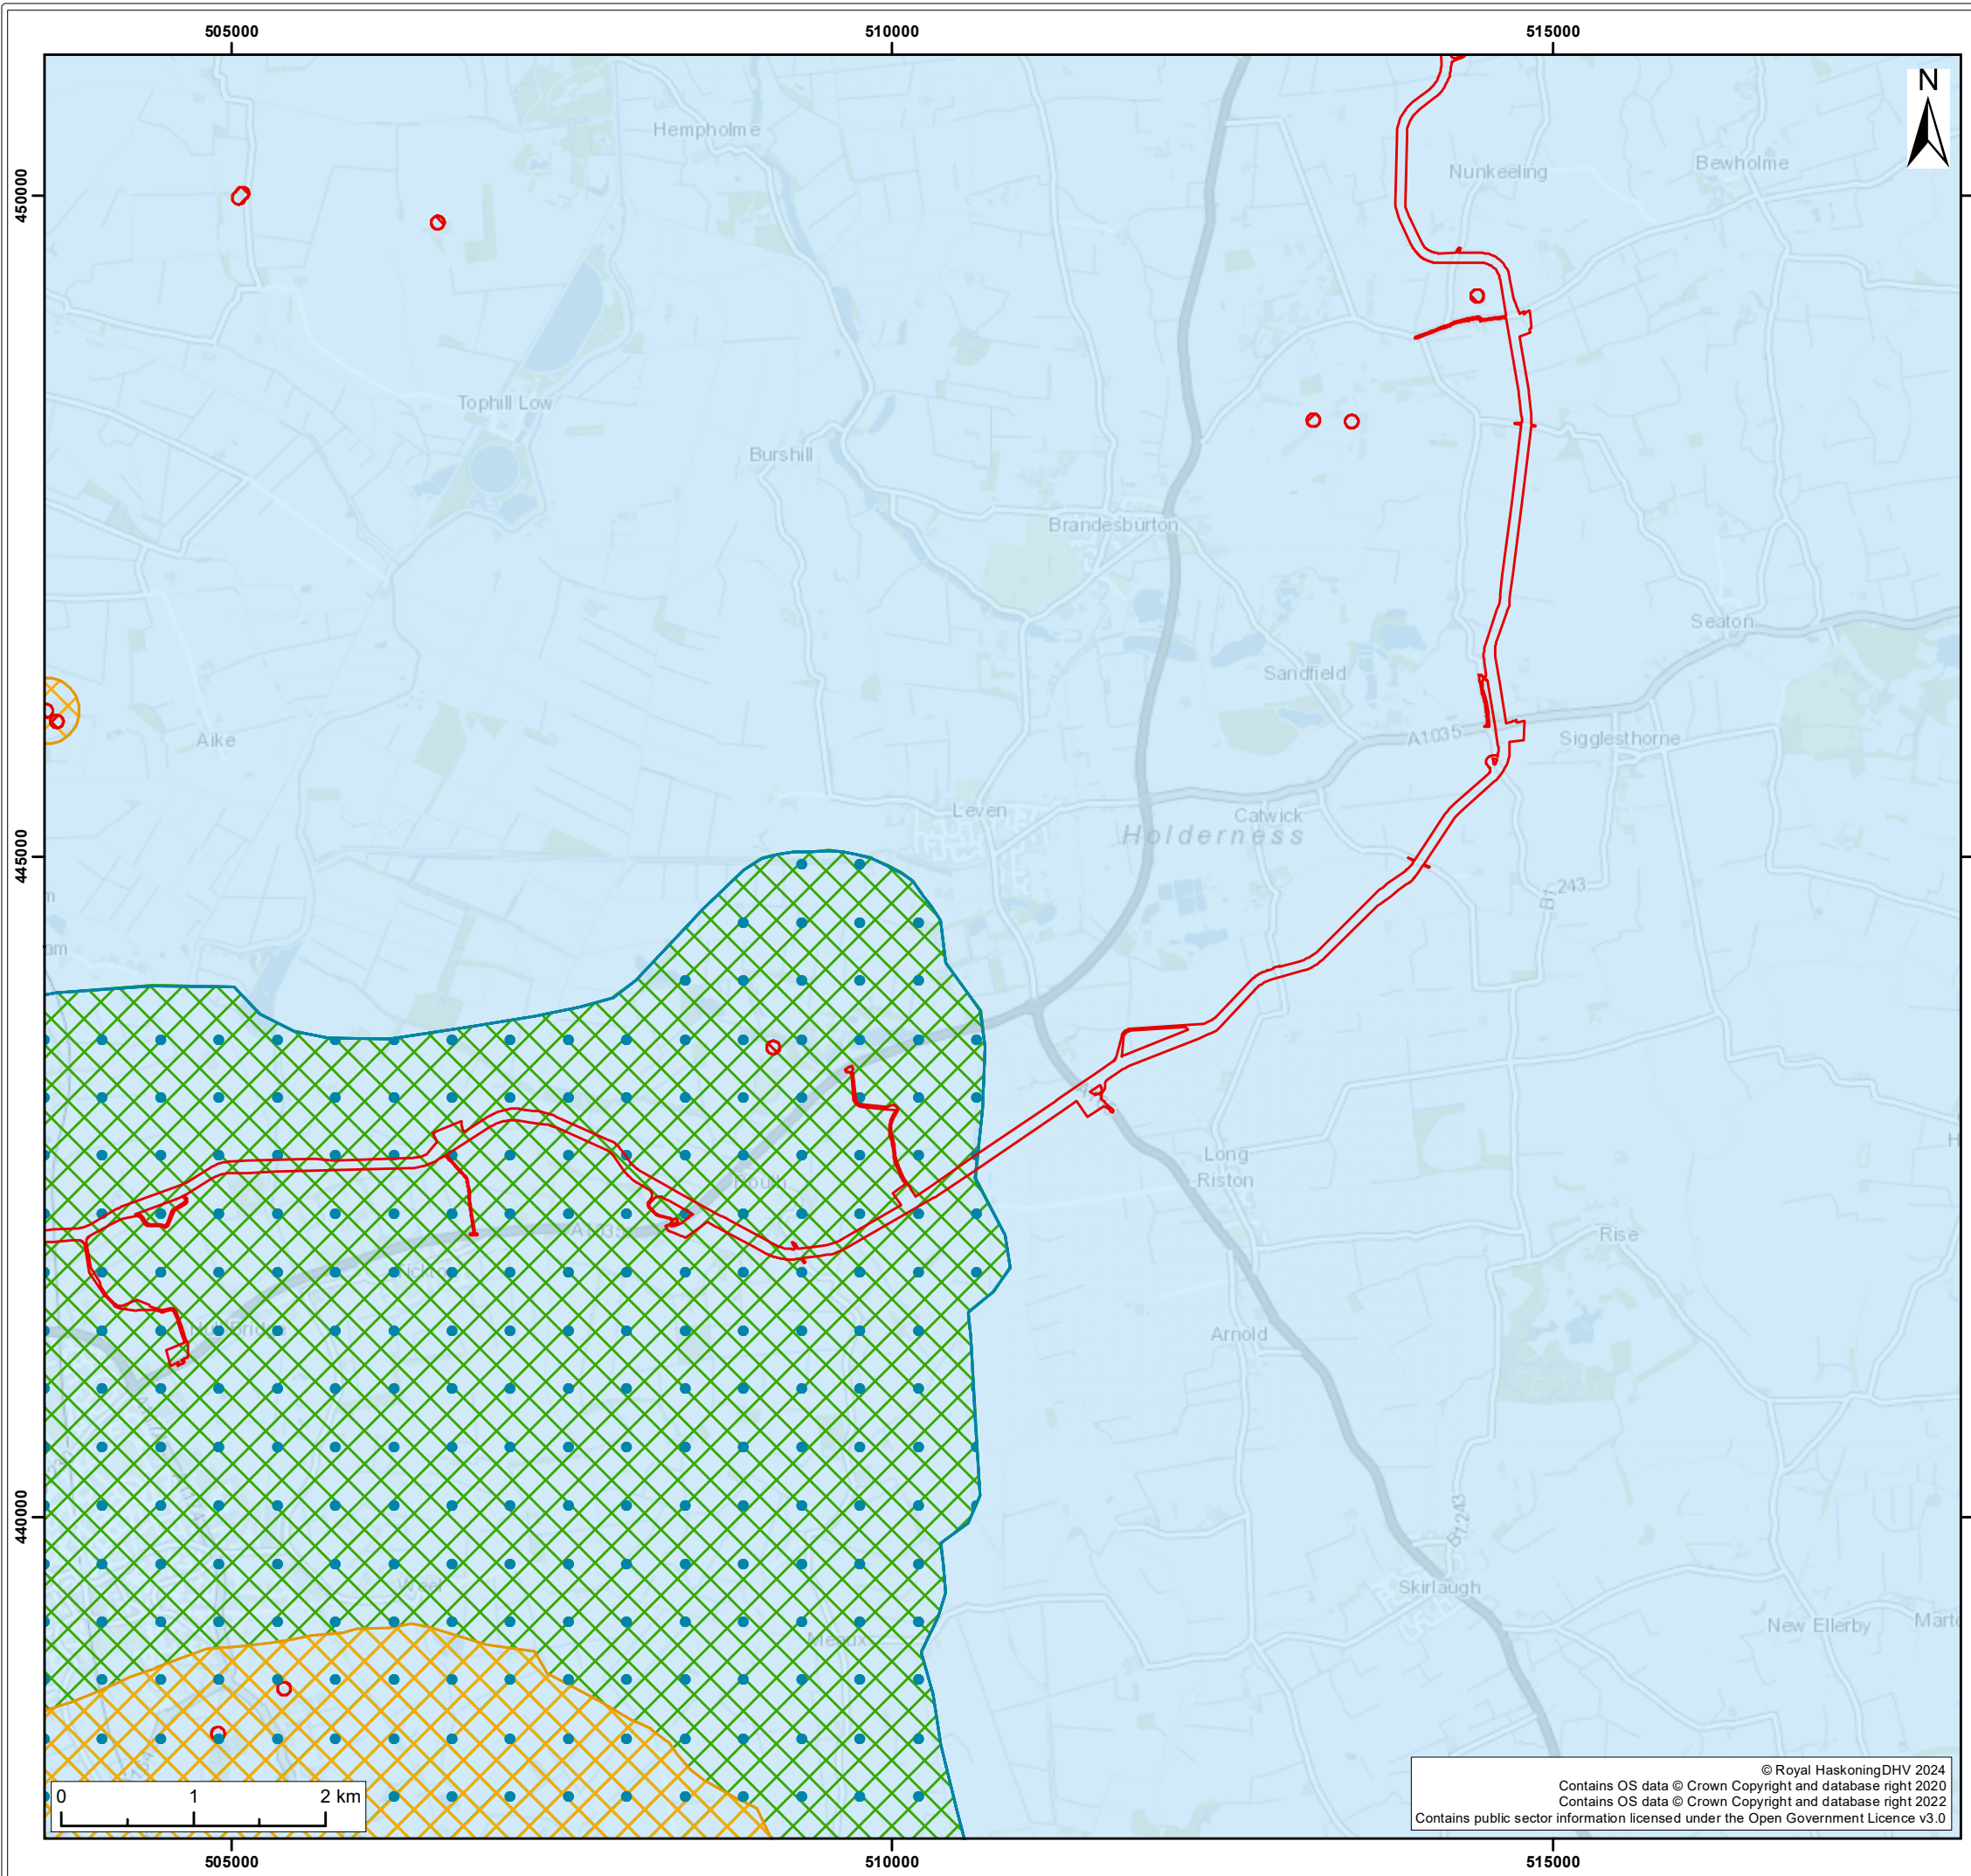 505000
510000
515000
N
Hempholme
Nunkeeling
Bewholme
450000
Tophill Low
Burshill
Brandesburton
Seaton
Sandfield
Aike
A1035
Sigglesthorne
Leven
Catwick
Holderness
445000
Long
Riston
Rise
Arnold
440000
Weel
Skirlaugh
Meaux
New Ellerby
0 1 2 km
© Royal HaskoningDHV 2024
Contains OS data © Crown Copyright and database right 2020
Contains OS data © Crown Copyright and database right 2022
Contains public sector information licensed under the Open Government Licence v3.0
505000
510000
515000